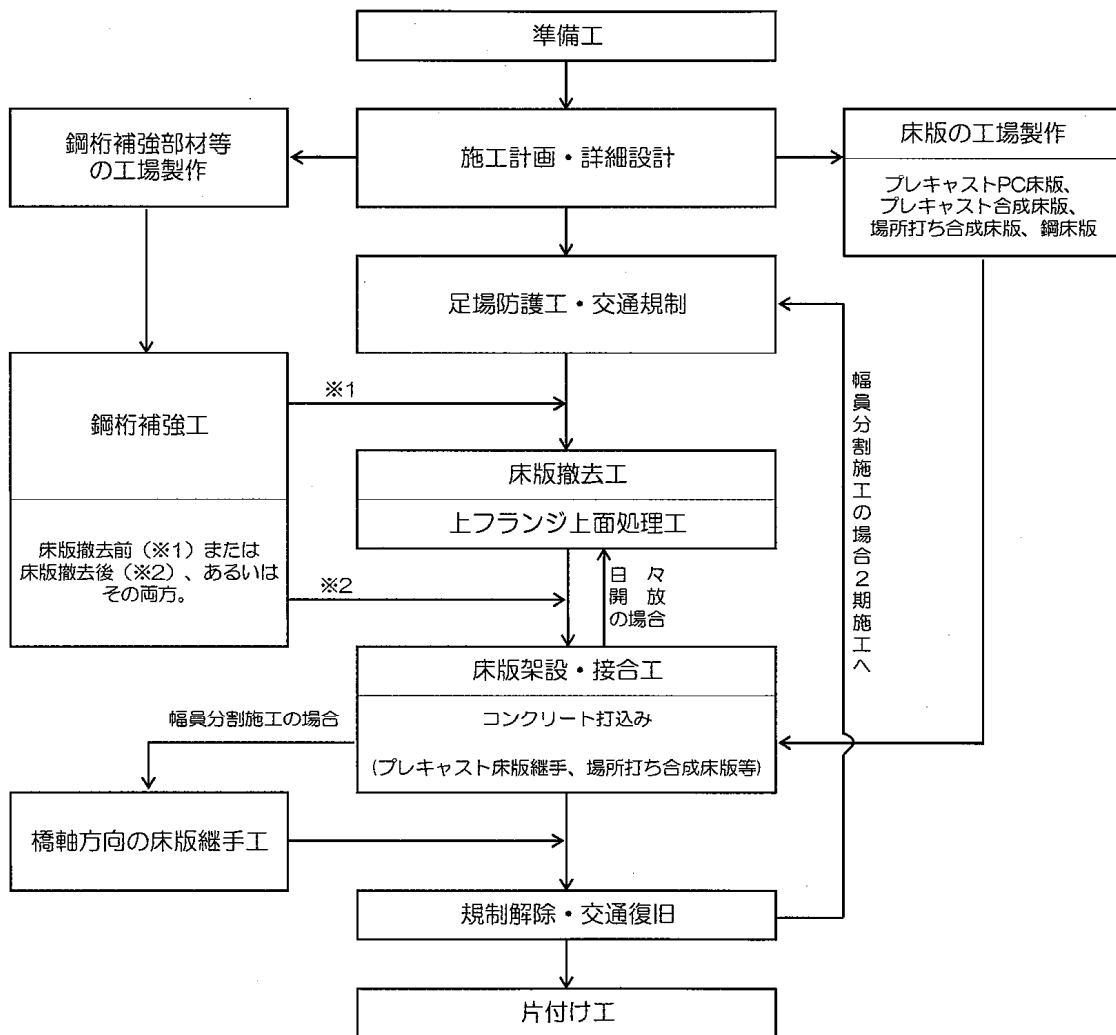 準備工
鋼桁補強部材等
の工場製作
施工計画・詳細設計
床版の工場製作
プレキャストPC床版、
プレキャスト合成床版、
場所打ち合成床版、鋼床版
足場防護工・交通規制
鋼桁補強工
※1
床版撤去前（※1）または
床版撤去後（※2）、あるいは
その両方。
※2
床版撤去工
上フランジ上面処理工
日々
開放
の場合
幅員分割施工の場合2期施工へ
床版架設・接合工
コンクリート打込み
(プレキャスト床版継手、場所打ち合成床版等)
幅員分割施工の場合
橋軸方向の床版継手工
規制解除・交通復旧
片付け工